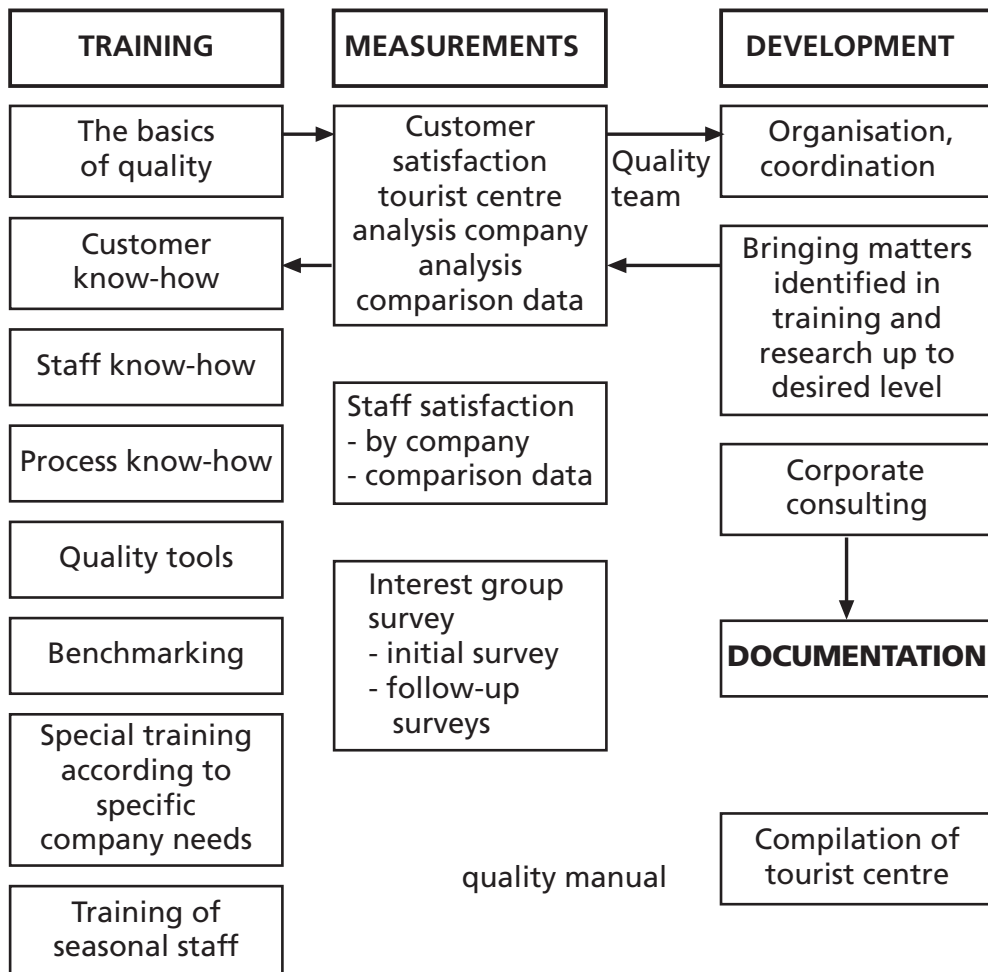 TRAINING
The basics
of quality
Customer
know-how
Staff know-how
Process know-how
Quality tools
Benchmarking
Special training
according to
specific
company needs
Training of
seasonal staff
MEASUREMENTS
Customer
satisfaction
tourist centre
analysis company
analysis
comparison data
Staff satisfaction
- by company
- comparison data
Interest group
survey
- initial survey
- follow-up
surveys
quality manual
Quality
team
DEVELOPMENT
Organisation,
coordination
Bringing matters
identified in
training and
research up to
desired level
Corporate
consulting
DOCUMENTATION
Compilation of
tourist centre